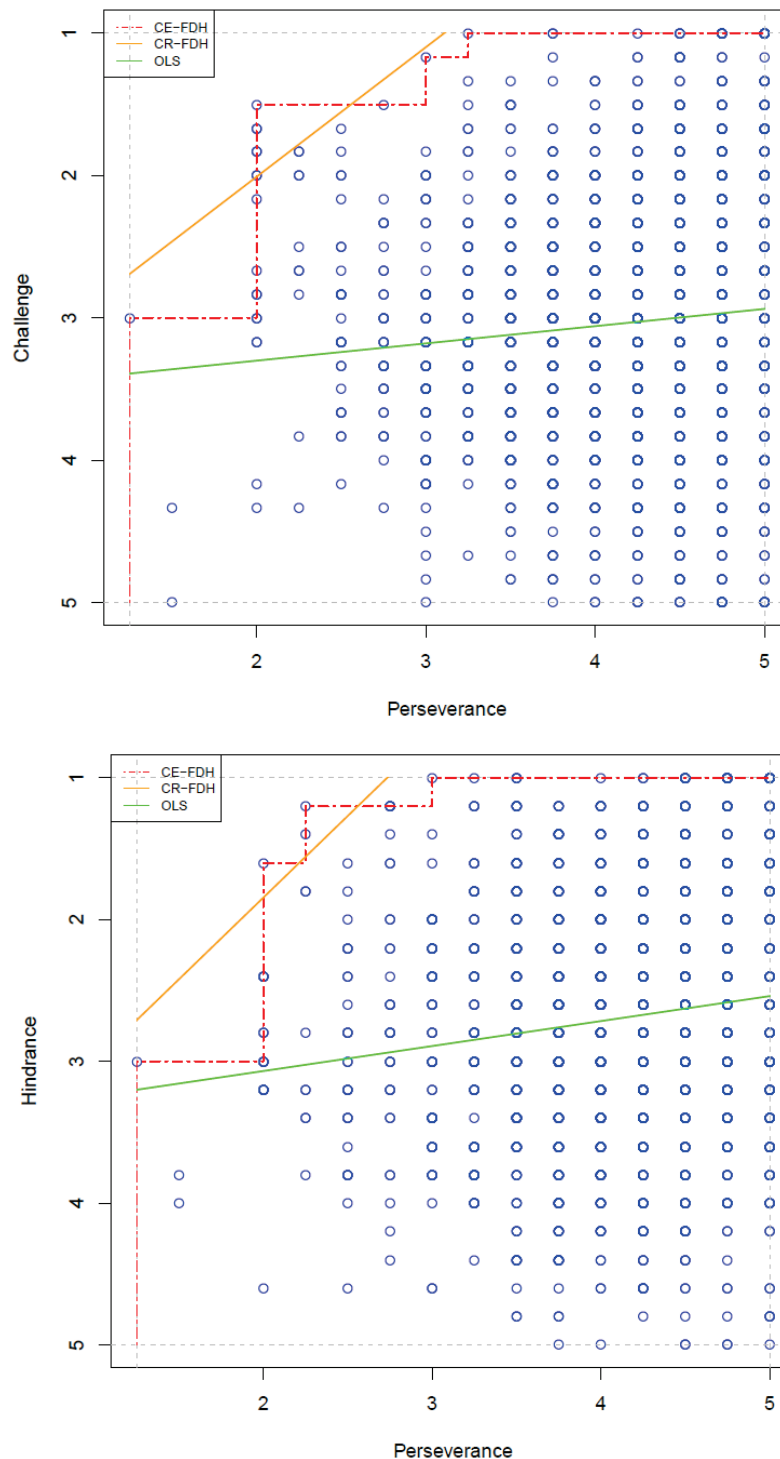 CE-FDH
CR-FDH
OLS
1
2
3
4
5
Challenge
2
3
4
5
Perseverance
CE-FDH
CR-FDH
OLS
1
2
3
4
5
Hindrance
2
3
4
5
Perseverance